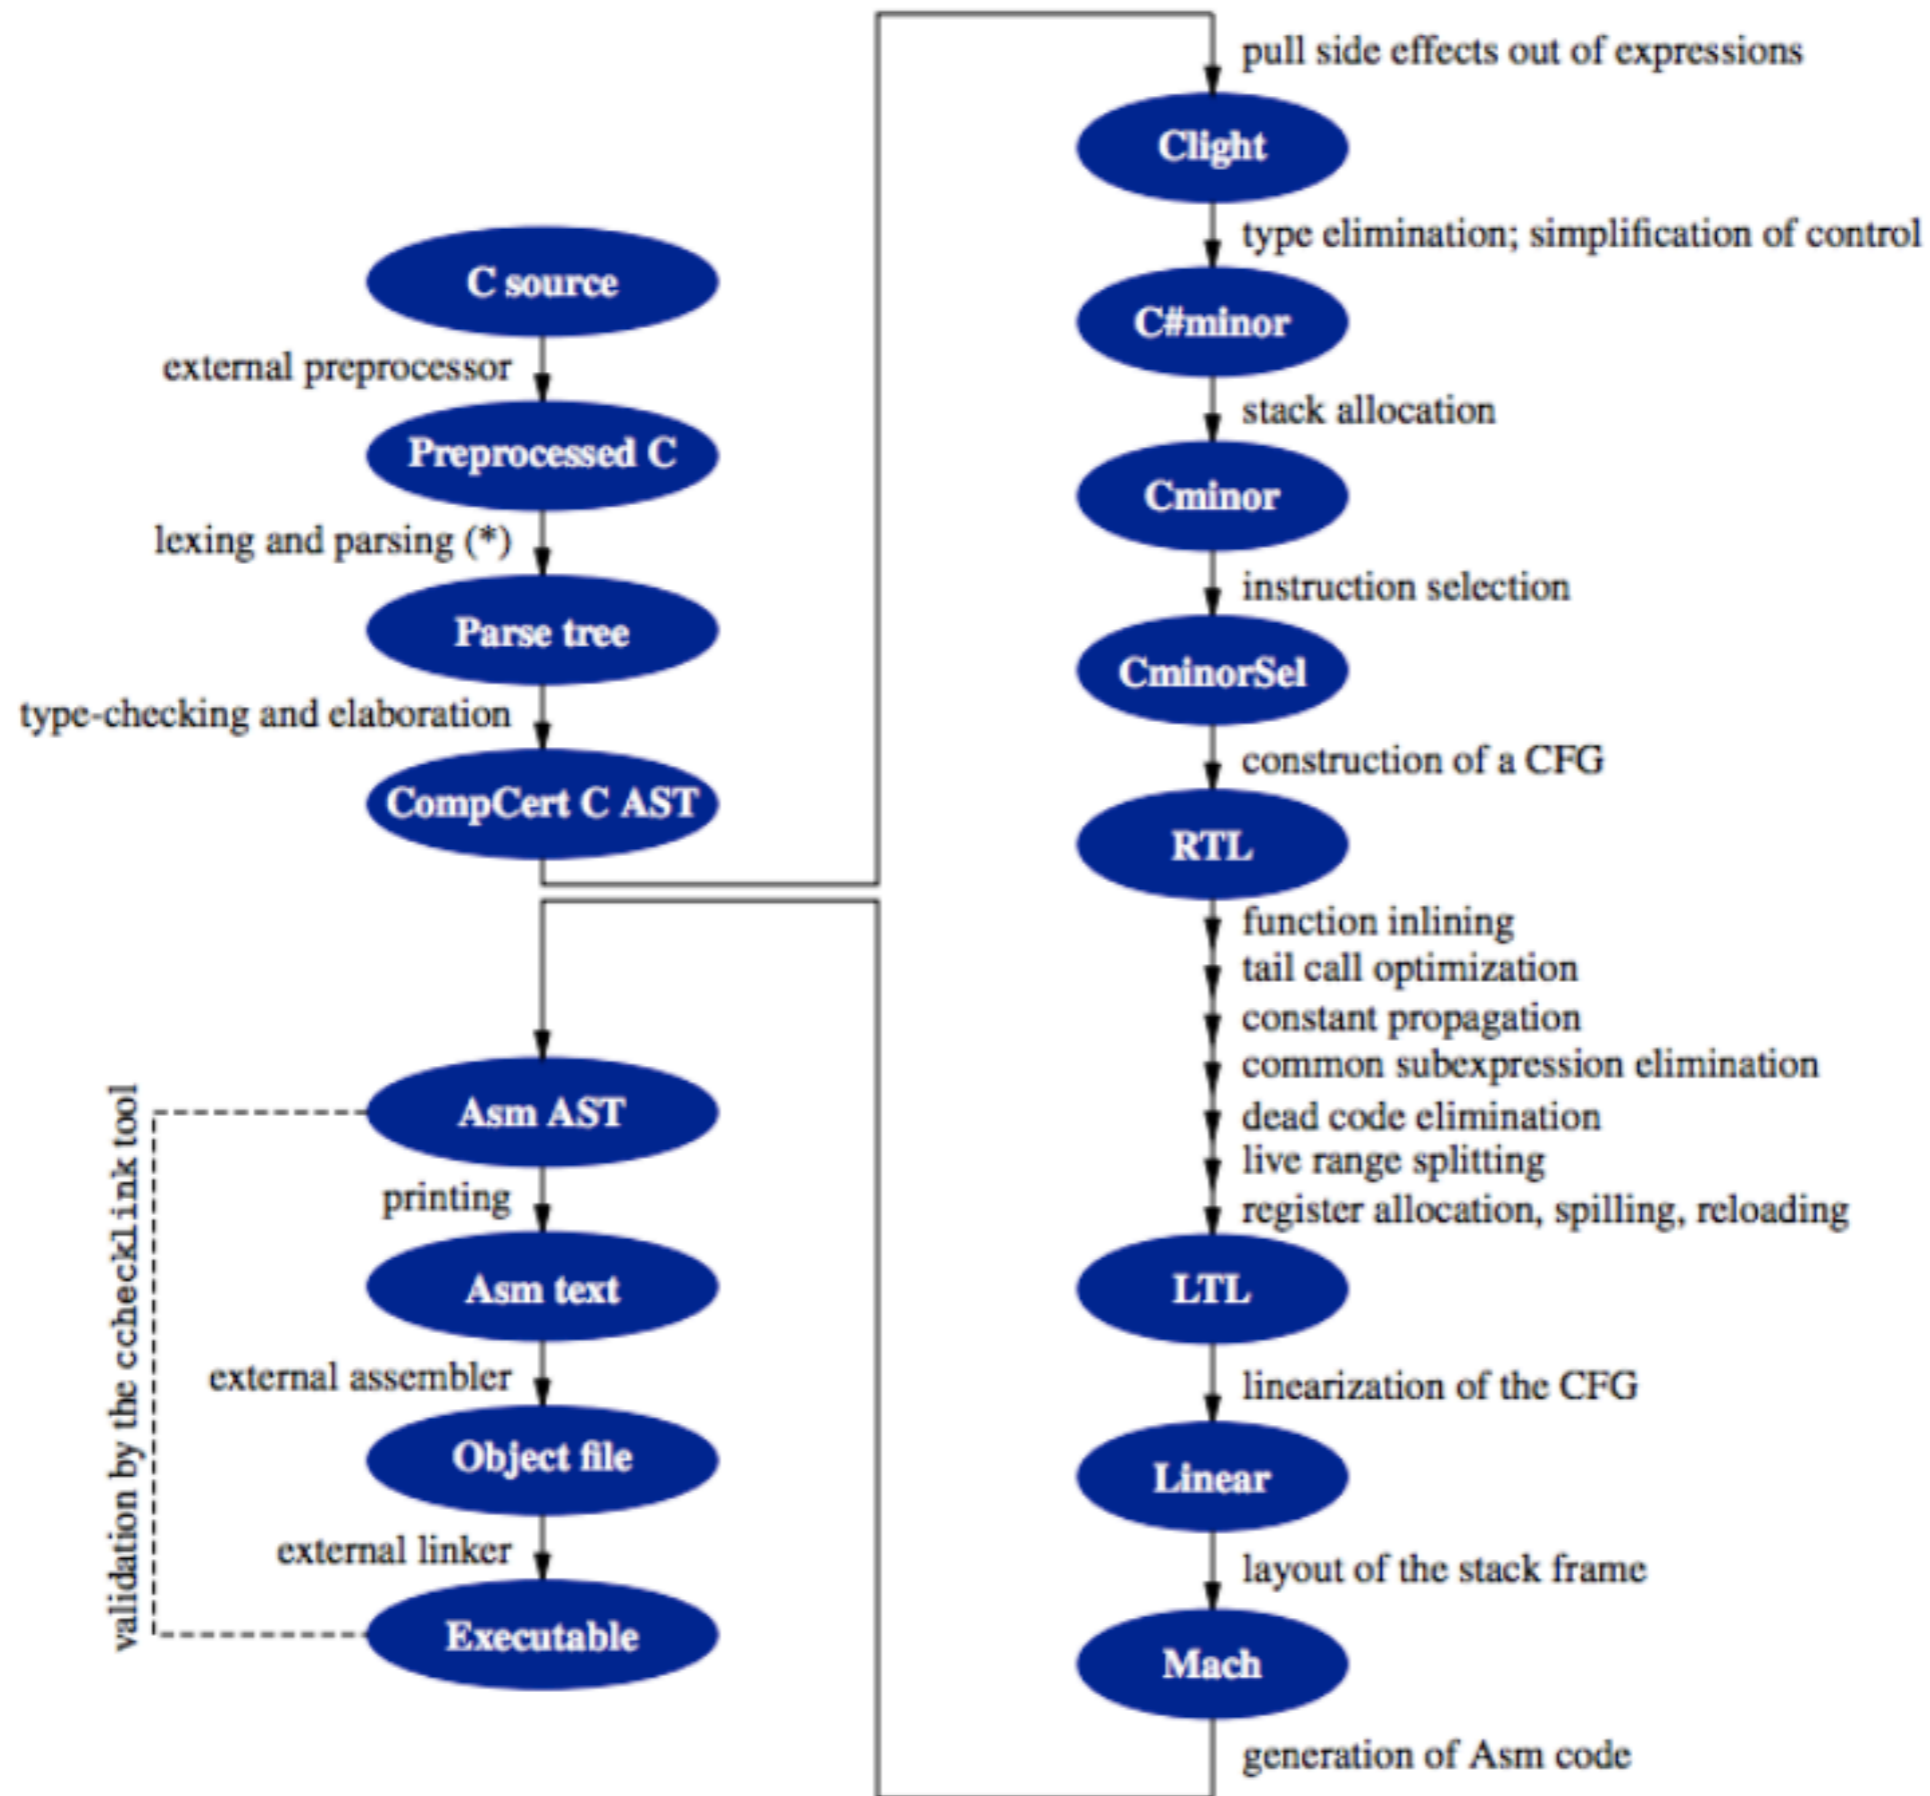 C source
external preprocessor
Preprocessed C
lexing and parsing (*)
Parse tree
type-checking and elaboration
CompCert C AST
pull side effects out of expressions
Clight
type elimination; simplification of control
C#minor
stack allocation
Cminor
instruction selection
CminorSel
construction of a CFG
RTL
function inlining
tail call optimization
constant propagation
common subexpression elimination
dead code elimination
live range splitting
register allocation, spilling, reloading
LTL
linearization of the CFG
Linear
layout of the stack frame
Mach
generation of Asm code
Asm AST
printing
Asm text
external assembler
Object file
external linker
Executable
validation by the cchecklink tool